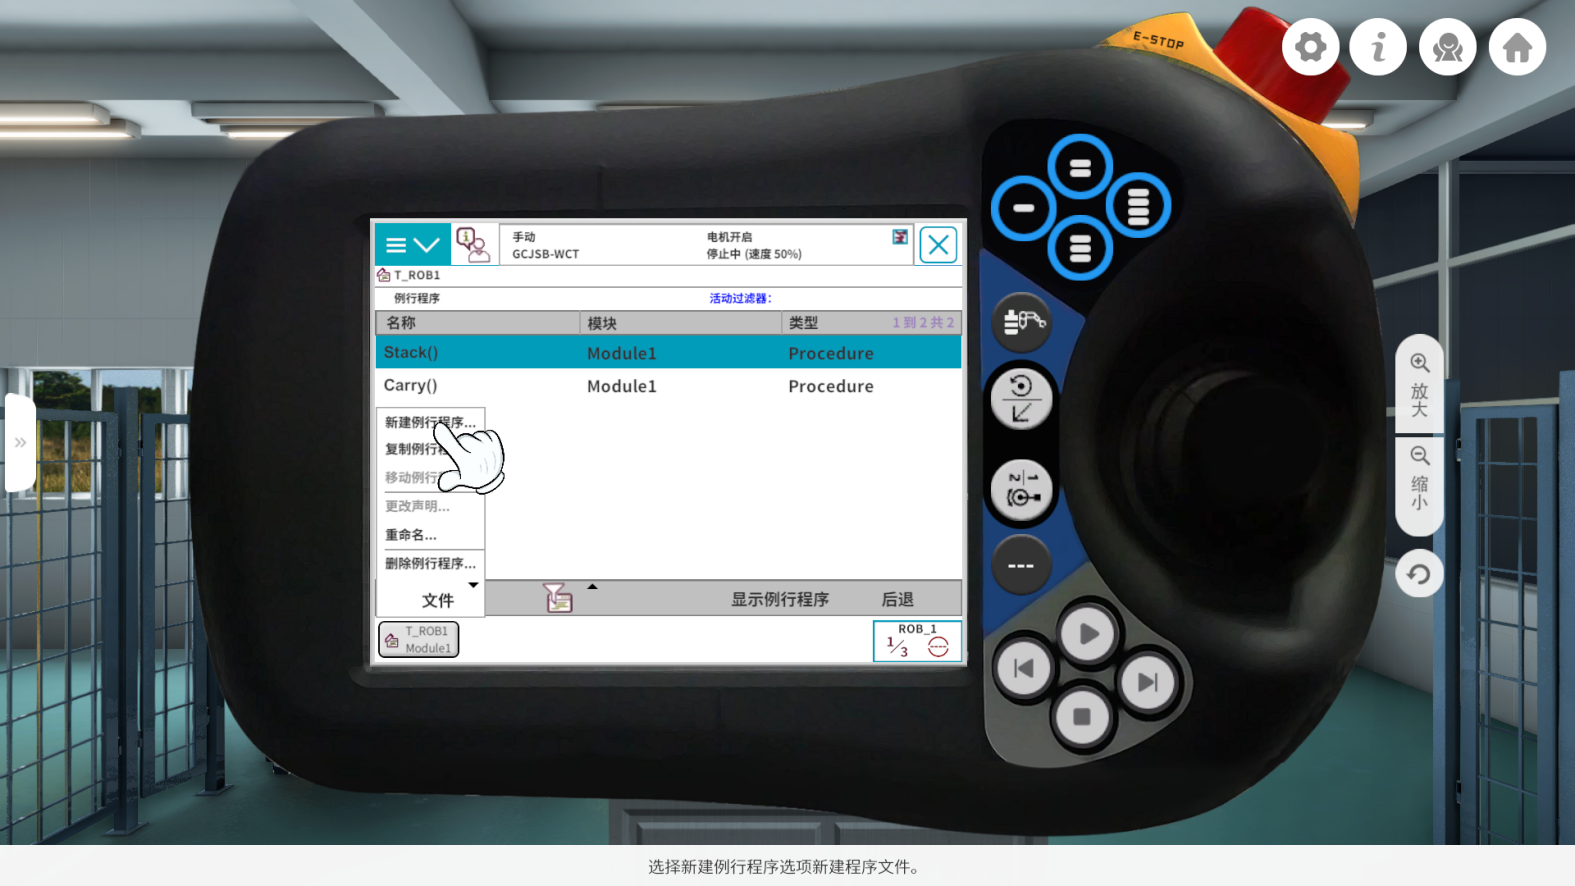 E-STOP
手动
GCJSB-WCT
电机开启
停止中 (速度 50%)
T_ROB1
例行程序
活动过滤器:
名称
模块
类型
1 到 2 共 2
Stack()
Module1
Procedure
Carry()
Module1
Procedure
新建例行程序...
复制例行
移动例行
更改声明...
重命名...
删除例行程序...
文件
显示例行程序
后退
T_ROB1
Module1
ROB_1
1/3
放大
缩小
选择新建例行程序选项新建程序文件。